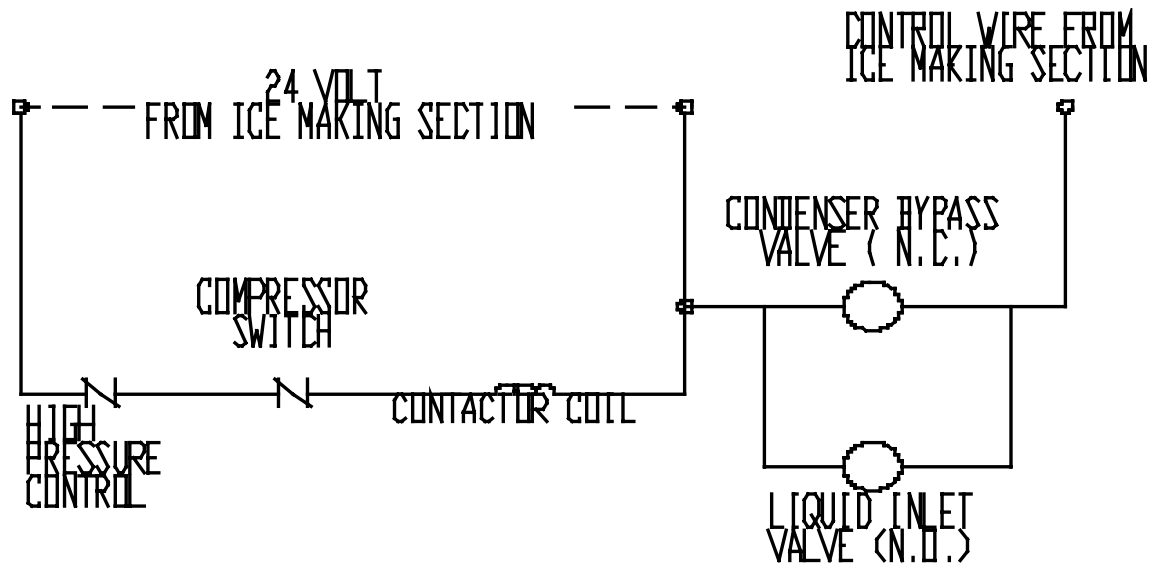 CONTROL WIRE FROM
ICE MAKING SECTION
24 VOLT
FROM ICE MAKING SECTION
CONDENSER BYPASS
VALVE ( N.C.)
COMPRESSOR
SWITCH
CONTACTOR COIL
HIGH
PRESSURE
CONTROL
LIQUID INLET
VALVE (N.O.)